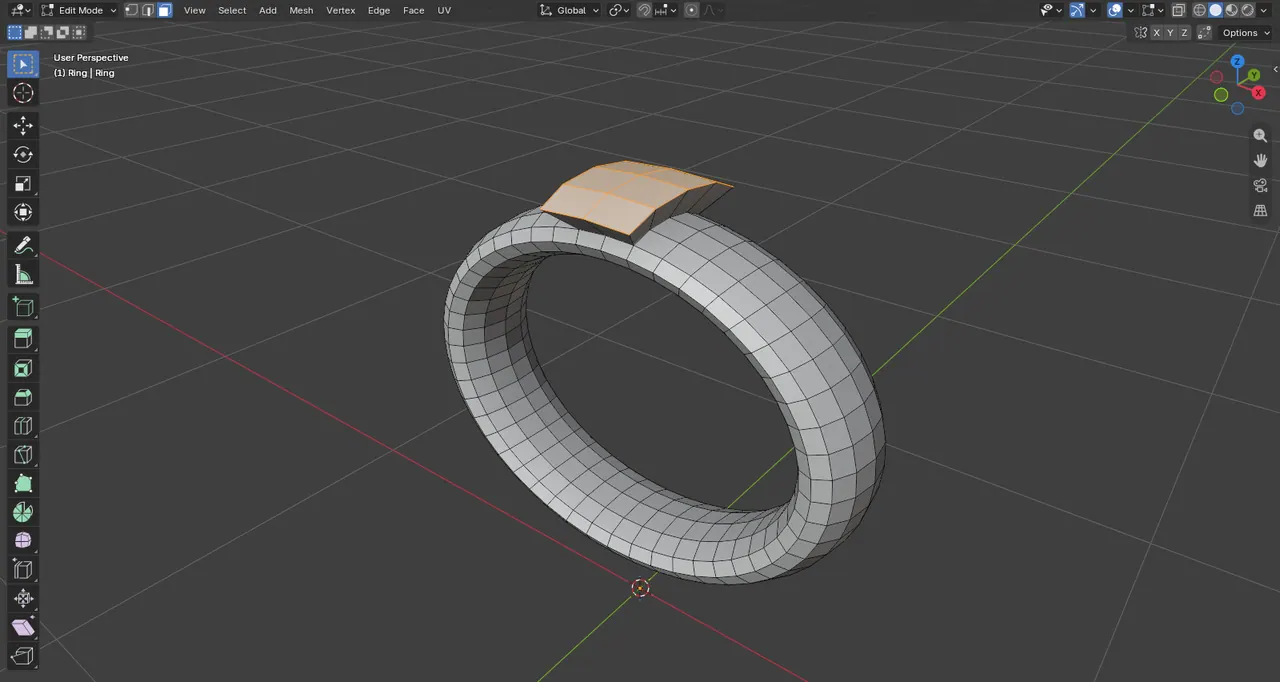 Edit Mode View Select Add Mesh Vertex Edge Face UV Global
X Y Z Options
User Perspective
(1) Ring | Ring
Z
Y
X